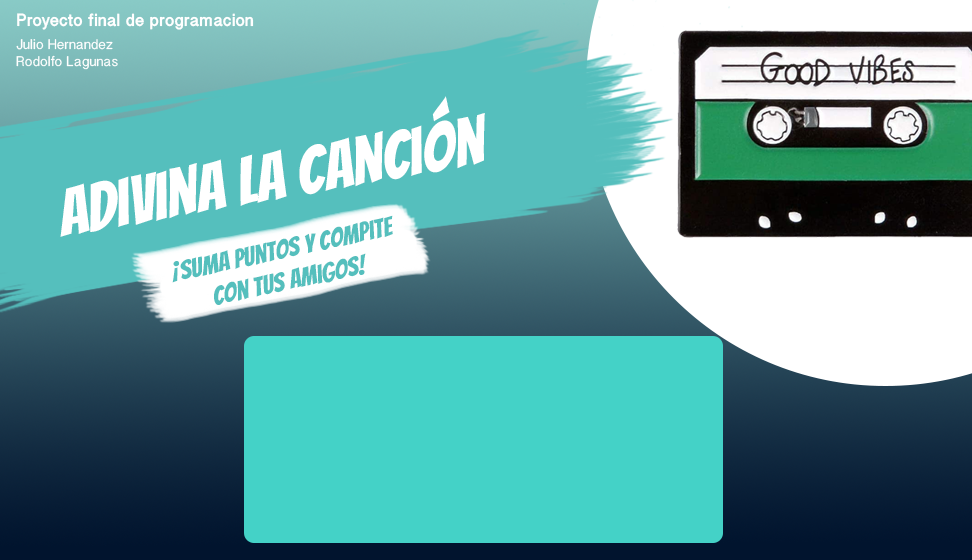 Proyecto final de programacion
Julio Hernandez
Rodolfo Lagunas
GOOD VIBES
ADIVINA LA CANCIÓN
¡SUMA PUNTOS Y COMPITE
CON TUS AMIGOS!